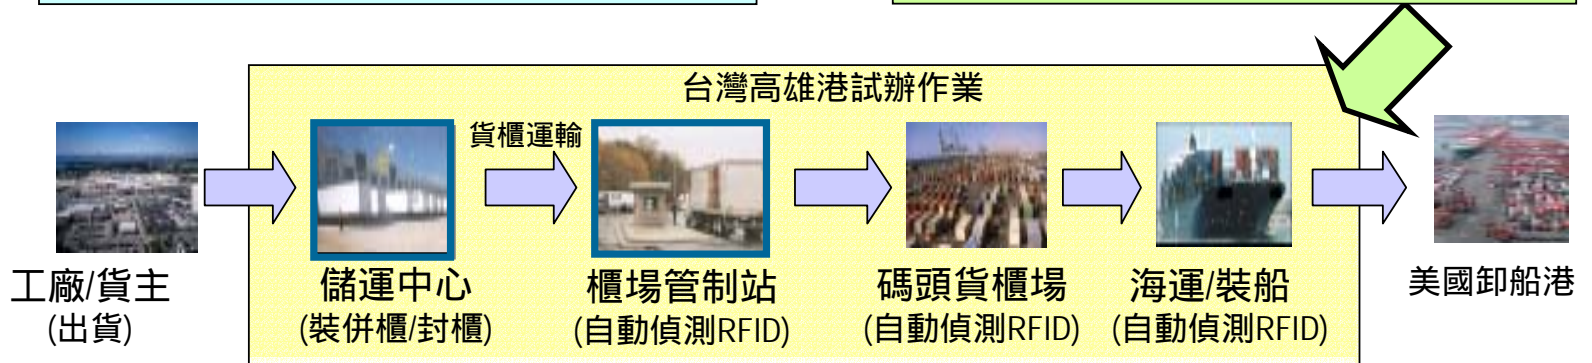 台灣高雄港試辦作業
貨櫃運輸
工廠/貨主
(出貨)
儲運中心
(裝併櫃/封櫃)
櫃場管制站
(自動偵測RFID)
碼頭貨櫃場
(自動偵測RFID)
海運/裝船
(自動偵測RFID)
美國卸船港